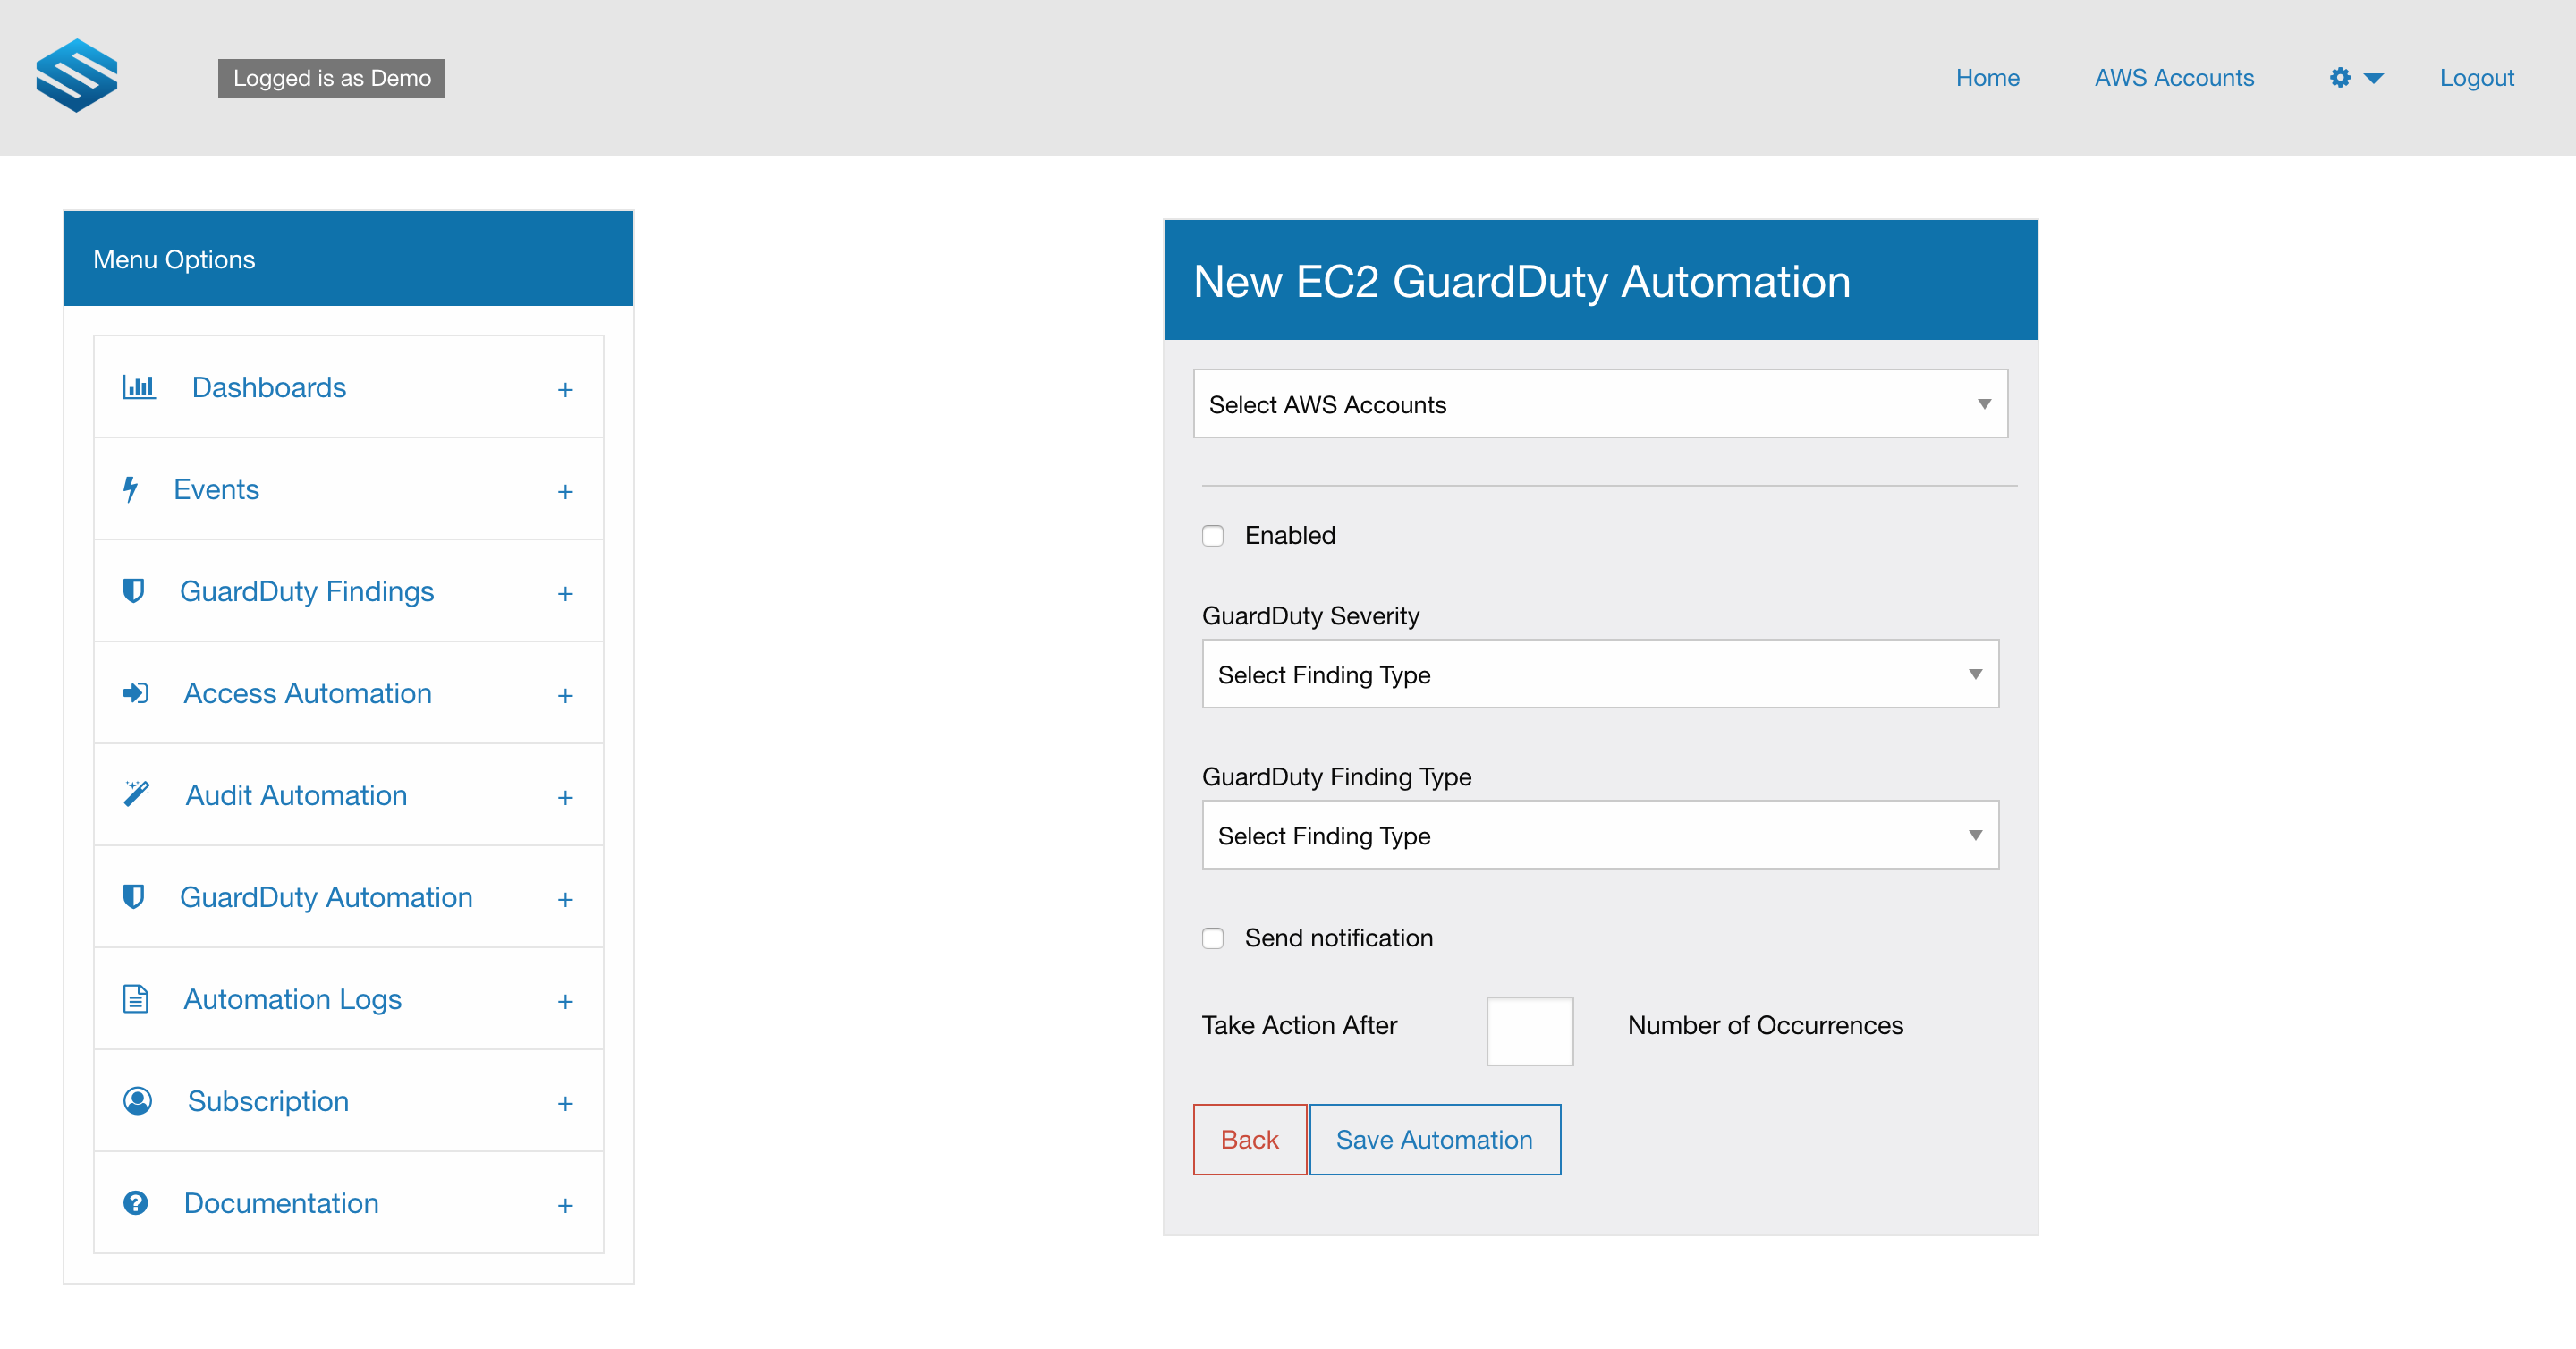 Logged is as Demo
Home
AWS Accounts
Logout
Menu Options
Dashboards +
Events +
GuardDuty Findings +
Access Automation +
Audit Automation +
GuardDuty Automation +
Automation Logs +
Subscription +
Documentation +
New EC2 GuardDuty Automation
Select AWS Accounts
Enabled
GuardDuty Severity
Select Finding Type
GuardDuty Finding Type
Select Finding Type
Send notification
Take Action After Number of Occurrences
Back
Save Automation